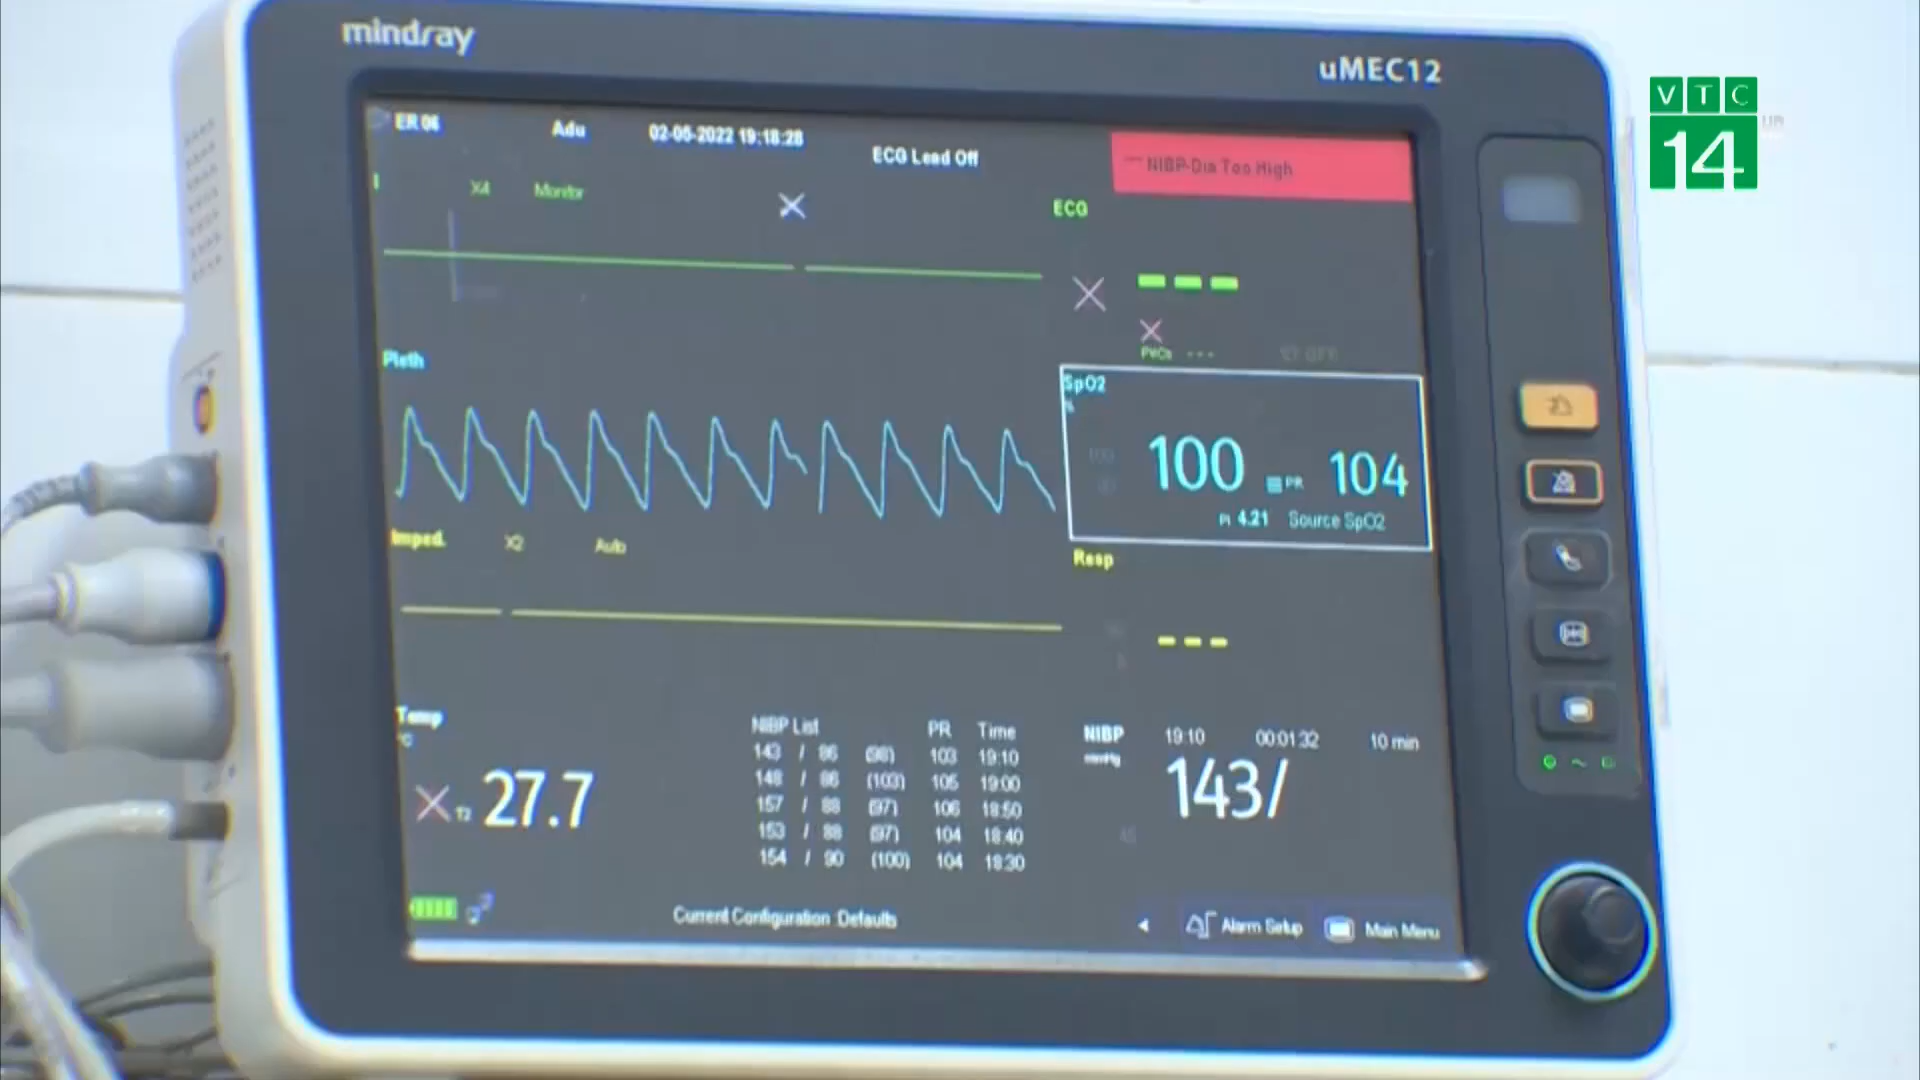 mindray
uMEC12
VTC
14
ER 06 Adu 02-05-2022 19:18:28 ECG Lead Off NIBP-Dia Too High
I X4 Monitor
ECG
PVCs ---
Pleth
SpO2
%
100 PR 104
PI 4.21 Source SpO2
Imped. X2 Auto
Resp
Temp
°C
T2 27.7
NIBP List PR Time
143 / 86 (98) 103 19:10
148 / 86 (103) 105 19:00
157 / 88 (97) 106 18:50
153 / 88 (97) 104 18:40
154 / 90 (100) 104 18:30
NIBP 19:10 00:01:32 10 min
mmHg
143/
Current Configuration :Defaults
Alarm Setup
Main Menu